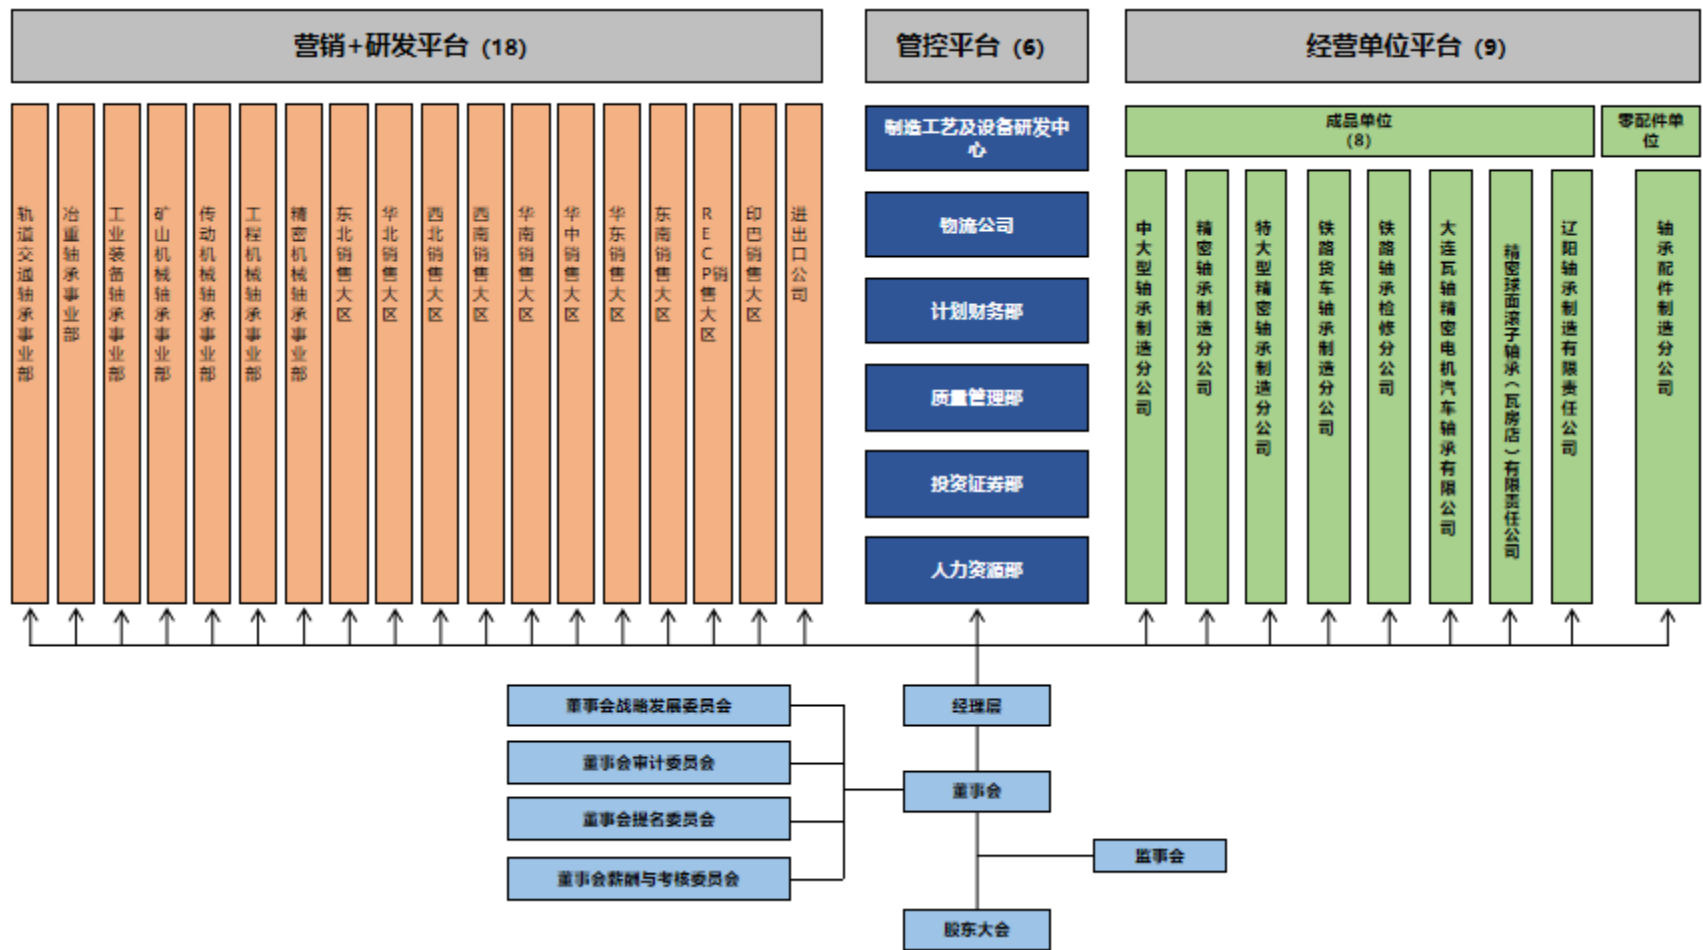 营销+研发平台 (18)
管控平台 (6)
经营单位平台 (9)
轨道交通轴承事业部
冶重轴承事业部
工业装备轴承事业部
矿山机械轴承事业部
传动机械轴承事业部
工程机械轴承事业部
精密机械轴承事业部
东北销售大区
华北销售大区
西北销售大区
西南销售大区
华南销售大区
华中销售大区
华东销售大区
东南销售大区
RECP销售大区
印巴销售大区
进出口公司
制造工艺及设备研发中
心
物流公司
计划财务部
质量管理部
投资证券部
人力资源部
成品单位
(8)
零配件单
位
中大型轴承制造分公司
精密轴承制造分公司
特大型精密轴承制造分公司
铁路货车轴承制造分公司
铁路轴承检修分公司
大连瓦轴精密电机汽车轴承有限公司
精密球面滚子轴承（瓦房店）有限责任公司
辽阳轴承制造有限责任公司
轴承配件制造分公司
董事会战略发展委员会
董事会审计委员会
董事会提名委员会
董事会薪酬与考核委员会
经理层
董事会
监事会
股东大会